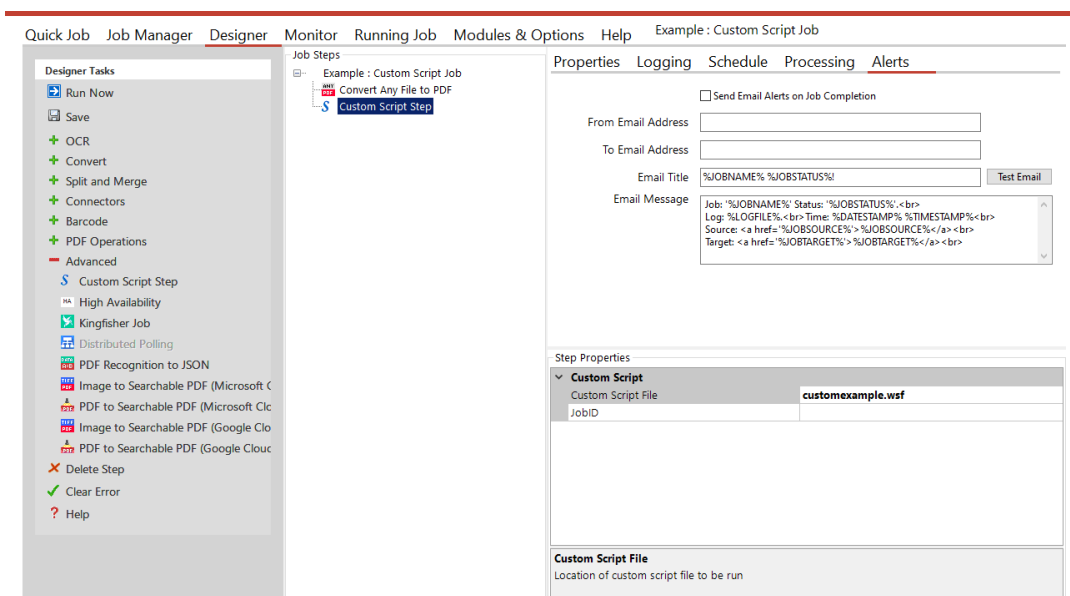 Quick Job Job Manager Designer Monitor Running Job Modules & Options Help Example : Custom Script Job
Designer Tasks
Run Now
Save
OCR
Convert
Split and Merge
Connectors
Barcode
PDF Operations
Advanced
Custom Script Step
HA High Availability
Kingfisher Job
Distributed Polling
PDF Recognition to JSON
Image to Searchable PDF (Microsoft C
PDF to Searchable PDF (Microsoft Clo
Image to Searchable PDF (Google Clo
PDF to Searchable PDF (Google Cloud
Delete Step
Clear Error
? Help
Job Steps
Example : Custom Script Job
ANY PDF Convert Any File to PDF
S Custom Script Step
Properties Logging Schedule Processing Alerts
Send Email Alerts on Job Completion
From Email Address
To Email Address
Email Title %JOBNAME% %JOBSTATUS%! Test Email
Email Message
Job: '%JOBNAME%' Status: '%JOBSTATUS%'.<br>
Log: %LOGFILE%.<br>Time: %DATESTAMP% %TIMESTAMP%<br>
Source: <a href='%JOBSOURCE%'>%JOBSOURCE%</a><br>
Target: <a href='%JOBTARGET%'>%JOBTARGET%</a><br>
Step Properties
Custom Script
Custom Script File customexample.wsf
JobID
Custom Script File
Location of custom script file to be run